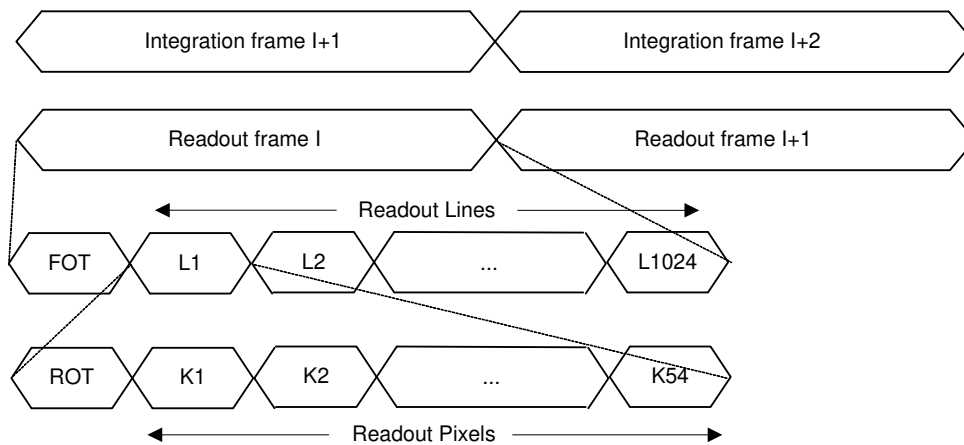 Integration frame I+1
Integration frame I+2
Readout frame I
Readout frame I+1
Readout Lines
FOT
L1
L2
...
L1024
ROT
K1
K2
...
K54
Readout Pixels